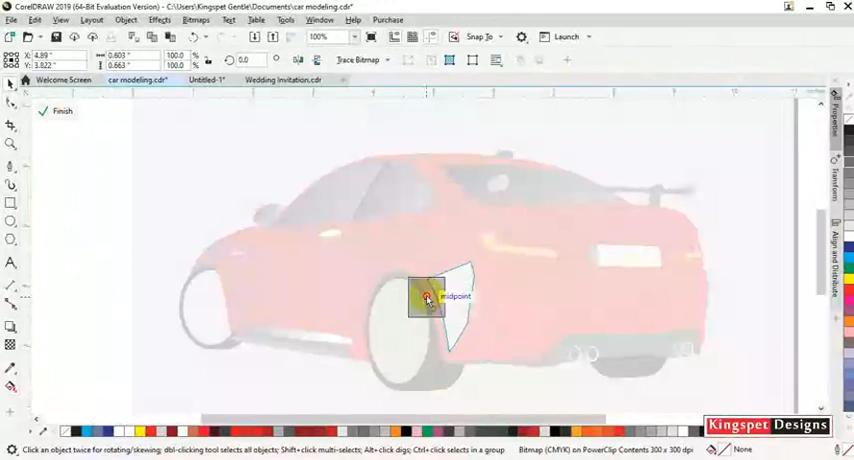 CorelDRAW 2019 (64-Bit Evaluation Version) - C:\Users\Kingspet Gentle\Documents\car modeling.cdr*
File Edit View Layout Object Effects Bitmaps Text Table Tools Window Help Purchase
100% Snap To Launch
X: 4.89 " 0.603 " 100.0
Y: 3.822 " 0.663 " 100.0 0.0 Trace Bitmap
Welcome Screen car modeling.cdr* Untitled-1* Wedding Invitation.cdr
Finish
Properties
Transform
Align and Distribute
midpoint
Kingspet Designs
Click an object twice for rotating/skewing; dbl-clicking tool selects all objects; Shift+click multi-selects; Alt+click digs; Ctrl+click selects in a group Bitmap (CMYK) on PowerClip Contents 300 x 300 dpi None